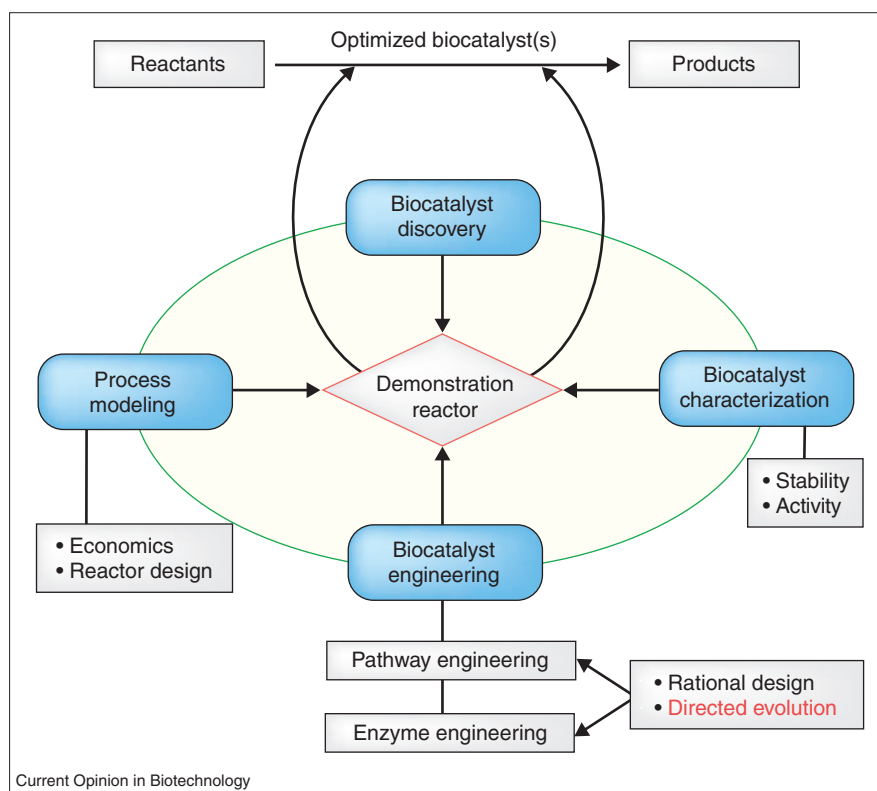 Optimized biocatalyst(s)
Reactants
Products
Biocatalyst
discovery
Process
modeling
Demonstration
reactor
Biocatalyst
characterization
• Stability
• Activity
• Economics
• Reactor design
Biocatalyst
engineering
Pathway engineering
• Rational design
• Directed evolution
Enzyme engineering
Current Opinion in Biotechnology